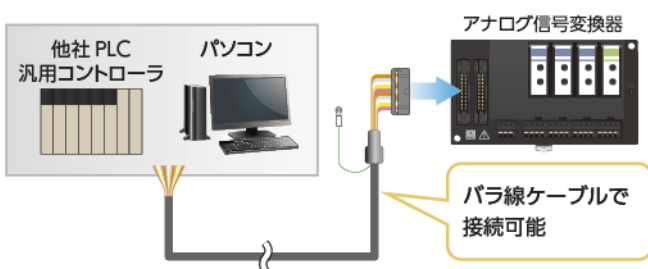 アナログ信号変換器
他社 PLC
汎用コントローラ
パソコン
バラ線ケーブルで
接続可能